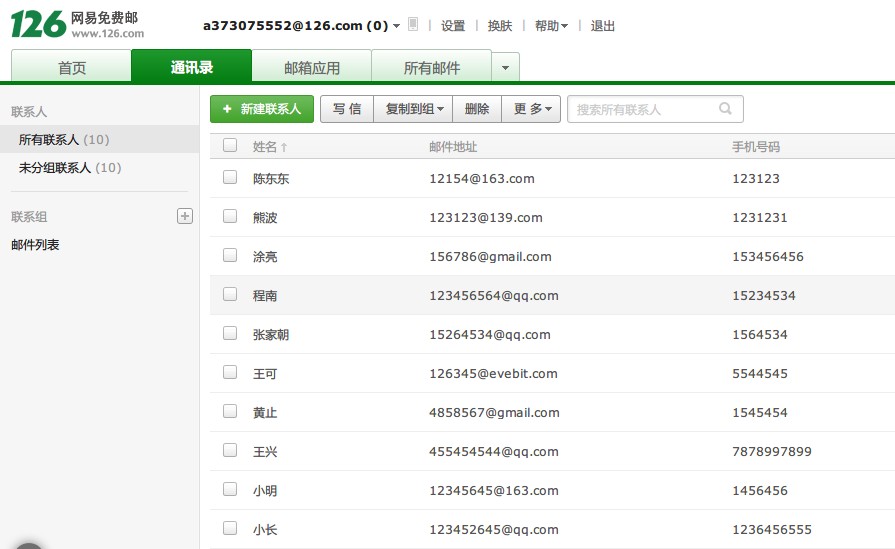 126 网易免费邮
www.126.com
a373075552@126.com (0) | 设置 | 换肤 | 帮助 | 退出
首页 通讯录 邮箱应用 所有邮件
联系人
所有联系人 (10)
未分组联系人 (10)
联系组
邮件列表
+ 新建联系人 写 信 复制到组 删除 更 多 搜索所有联系人
姓名↑ 邮件地址 手机号码
陈东东 12154@163.com 123123
熊波 123123@139.com 1231231
涂亮 156786@gmail.com 153456456
程南 123456564@qq.com 15234534
张家朝 15264534@qq.com 1564534
王可 126345@evebit.com 5544545
黄止 4858567@gmail.com 1545454
王兴 455454544@qq.com 7878997899
小明 12345645@163.com 1456456
小长 123452645@qq.com 1236456555